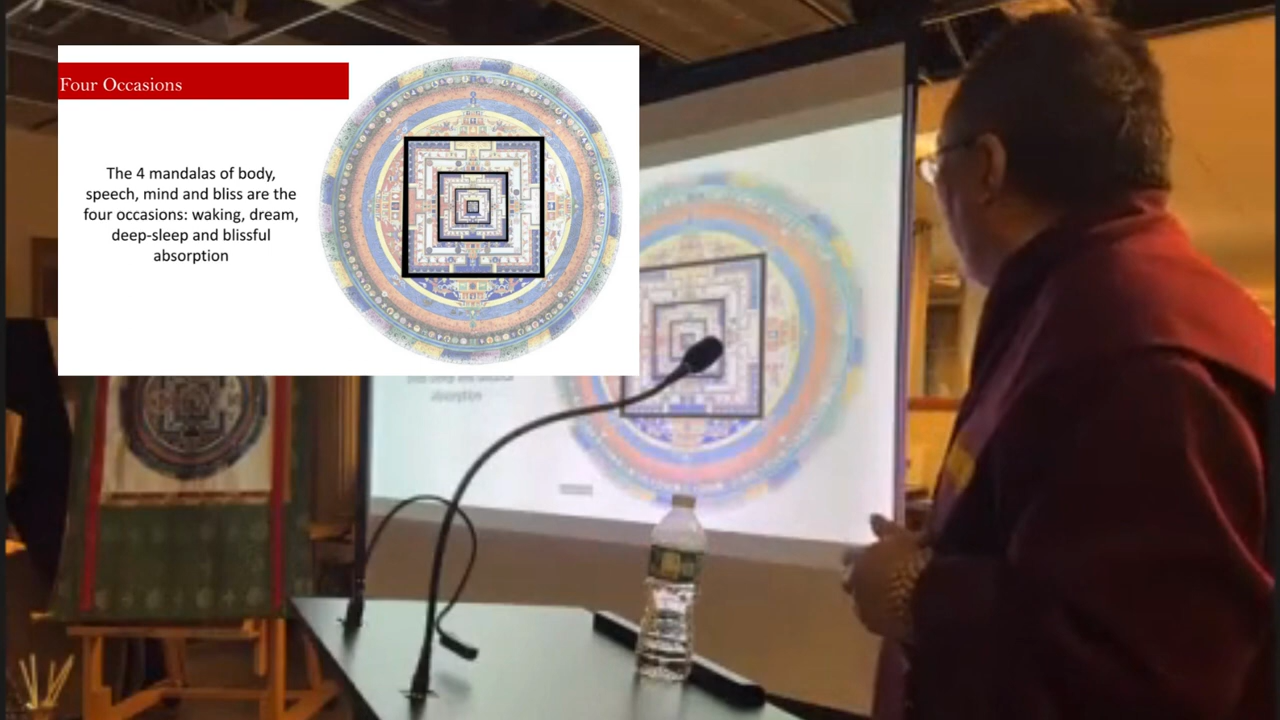 Four Occasions
The 4 mandalas of body,
speech, mind and bliss are the
four occasions: waking, dream,
deep-sleep and blissful
absorption
absorption